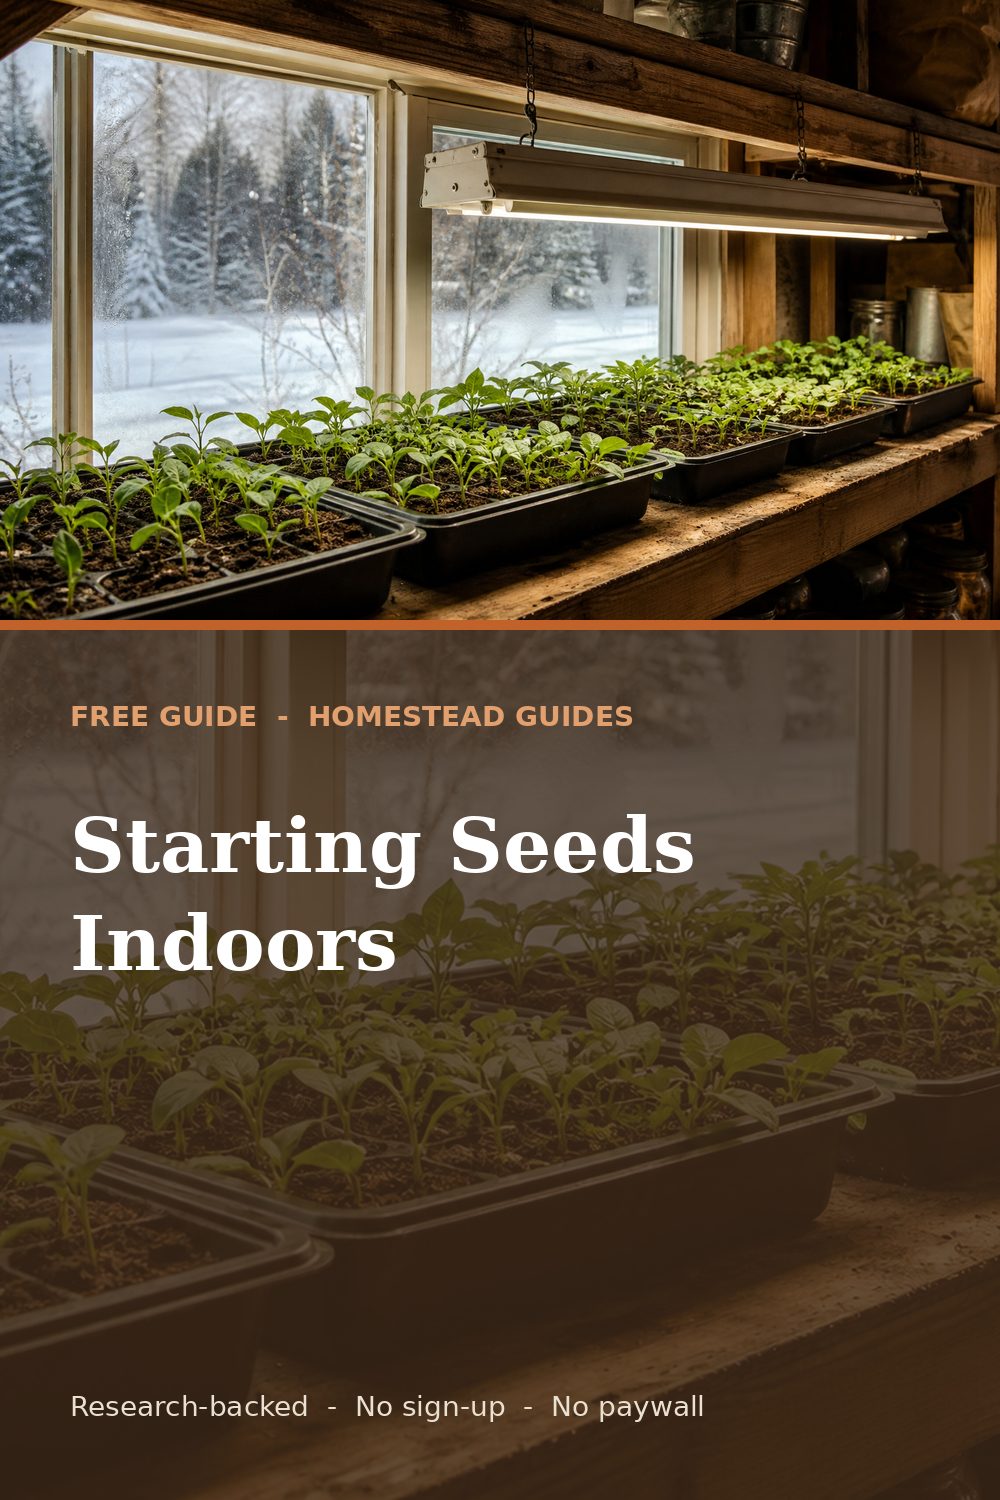 FREE GUIDE - HOMESTEAD GUIDES
Starting Seeds
Indoors
Research-backed - No sign-up - No paywall